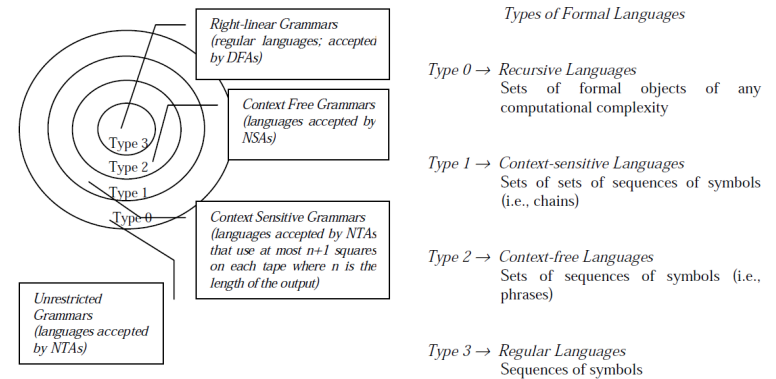 Right-linear Grammars
(regular languages; accepted
by DFAs)
Context Free Grammars
(languages accepted by
NSAs)
Type 3
Type 2
Type 1
Type 0
Context Sensitive Grammars
(languages accepted by NTAs
that use at most n+1 squares
on each tape where n is the
length of the output)
Unrestricted
Grammars
(languages accepted
by NTAs)
Types of Formal Languages
Type 0 → Recursive Languages
Sets of formal objects of any
computational complexity
Type 1 → Context-sensitive Languages
Sets of sets of sequences of symbols
(i.e., chains)
Type 2 → Context-free Languages
Sets of sequences of symbols (i.e.,
phrases)
Type 3 → Regular Languages
Sequences of symbols